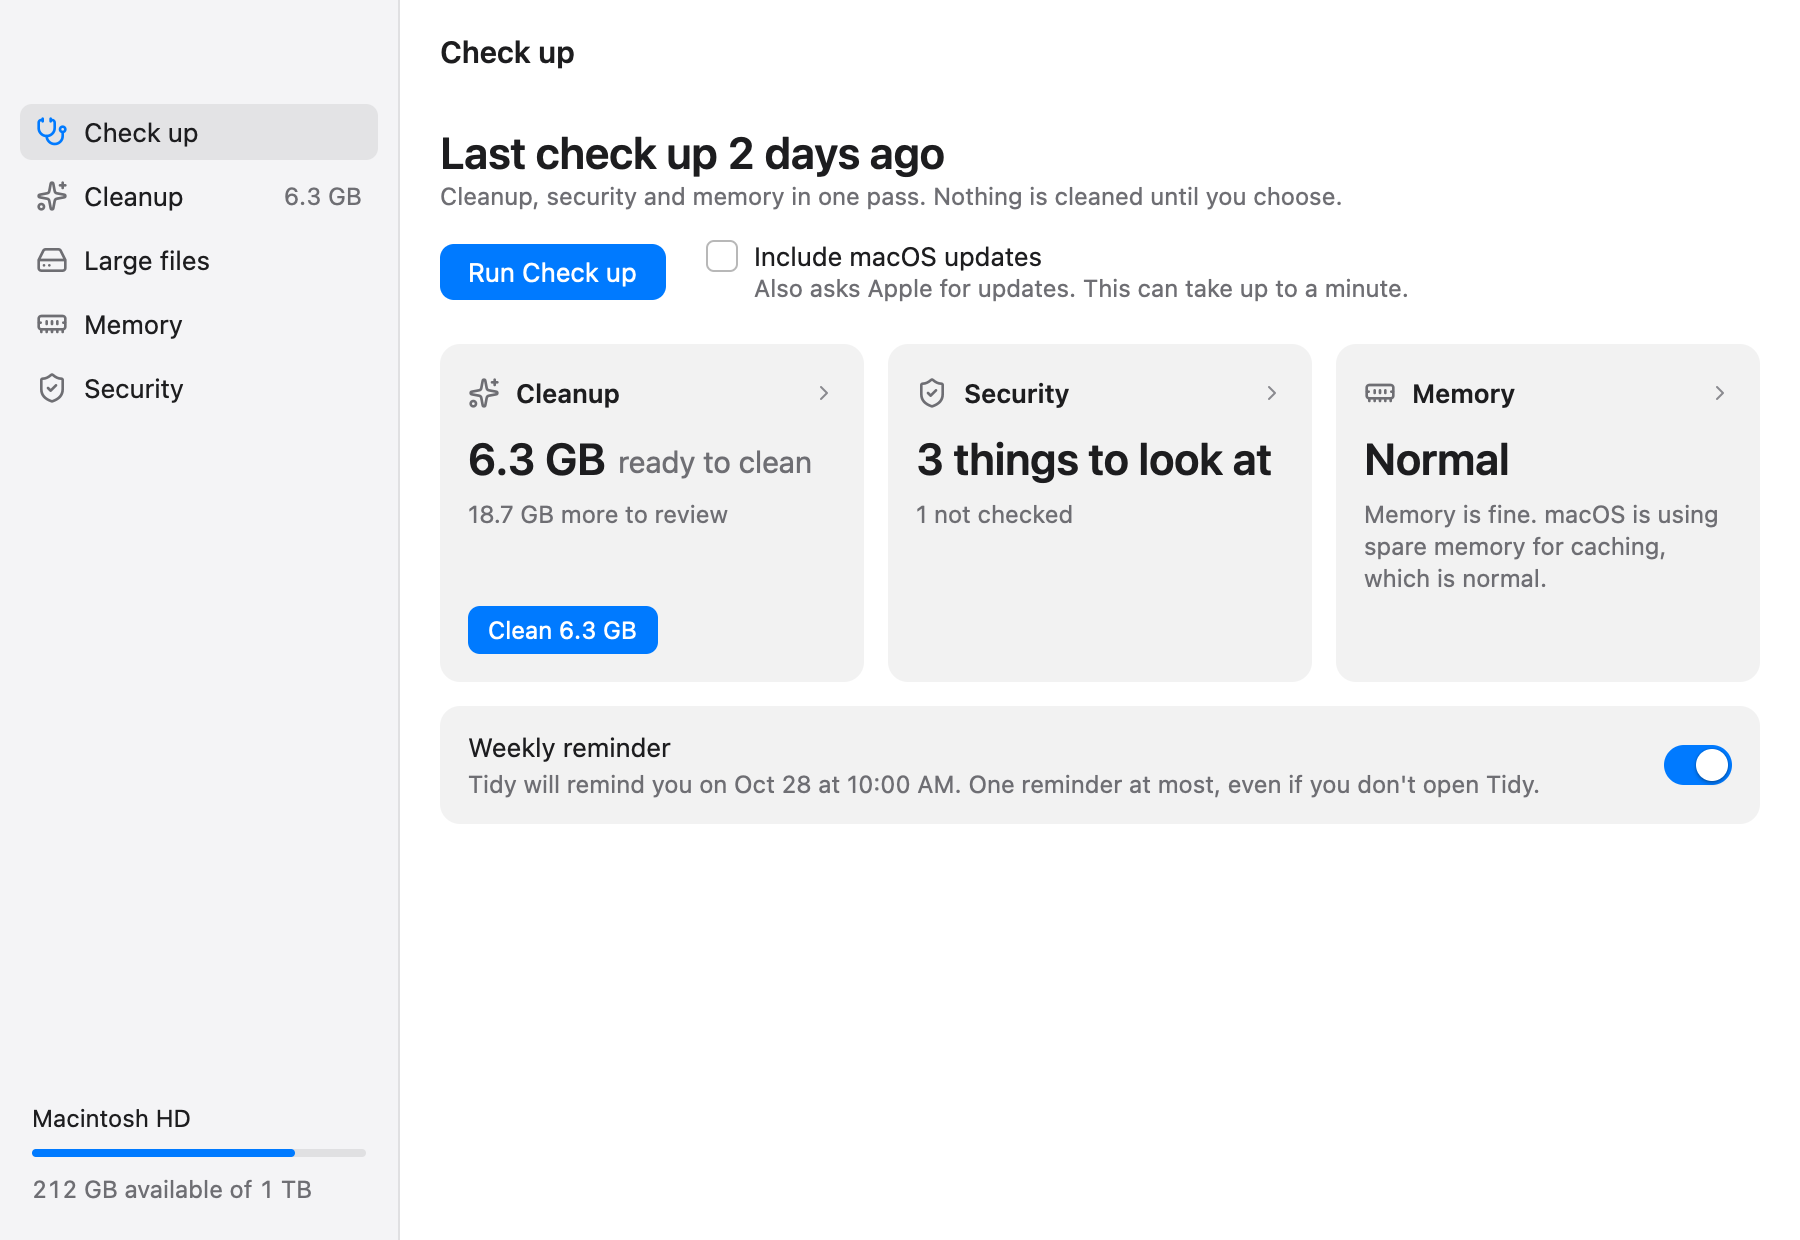 Check up
Cleanup 6.3 GB
Large files
Memory
Security
Macintosh HD
212 GB available of 1 TB
Check up
Last check up 2 days ago
Cleanup, security and memory in one pass. Nothing is cleaned until you choose.
Run Check up
Include macOS updates
Also asks Apple for updates. This can take up to a minute.
Cleanup
6.3 GB ready to clean
18.7 GB more to review
Clean 6.3 GB
Security
3 things to look at
1 not checked
Memory
Normal
Memory is fine. macOS is using
spare memory for caching,
which is normal.
Weekly reminder
Tidy will remind you on Oct 28 at 10:00 AM. One reminder at most, even if you don't open Tidy.